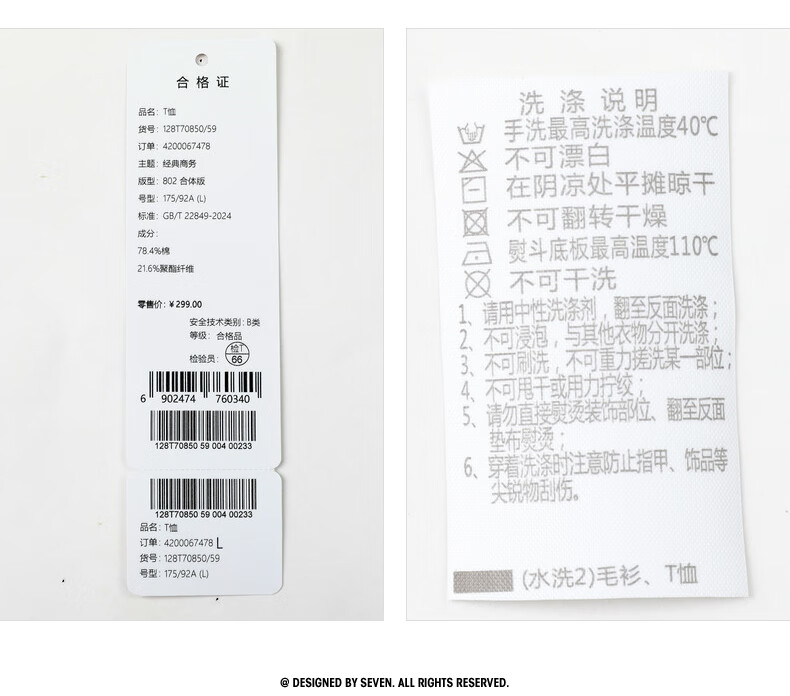 合格证
品名: T恤
货号: 128T70850/59
订单: 4200067478
主题: 经典商务
版型: 802 合体版
号型: 175/92A (L)
标准: GB/T 22849-2024
成分:
78.4%棉
21.6%聚酯纤维
零售价: ¥299.00
安全技术类别: B类
等级: 合格品
检验员: 检T 66
6 902474 760340
128T70850 59 004 00233
128T70850 59 004 00233
品名: T恤
订单: 4200067478 L
货号: 128T70850/59
号型: 175/92A (L)
洗涤说明
手洗最高洗涤温度40℃
不可漂白
在阴凉处平摊晾干
不可翻转干燥
熨斗底板最高温度110℃
不可干洗
1、请用中性洗涤剂，翻至反面洗涤；
2、不可浸泡，与其他衣物分开洗涤；
3、不可刷洗，不可重力搓洗某一部位；
4、不可甩干或用力拧绞；
5、请勿直接熨烫装饰部位、翻至反面
垫布熨烫；
6、穿着洗涤时注意防止指甲、饰品等
尖锐物刮伤。
(水洗2)毛衫、T恤
@ DESIGNED BY SEVEN. ALL RIGHTS RESERVED.